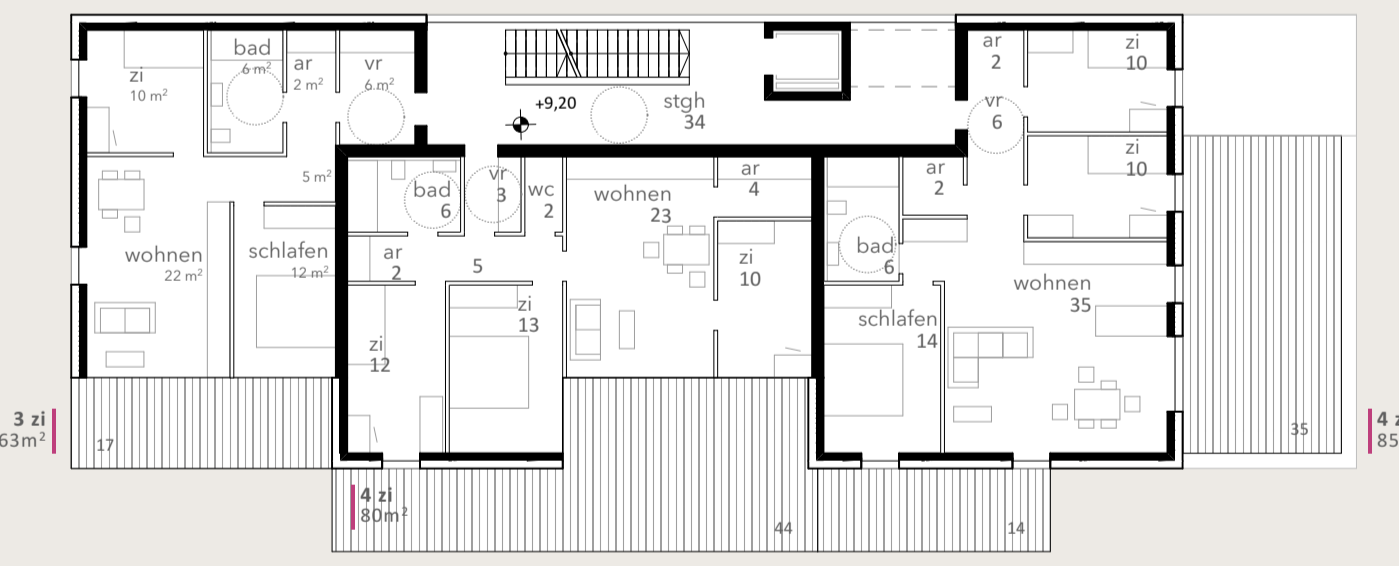 zi
10 m²
bad
6 m²
ar
2 m²
vr
6 m²
5 m²
wohnen
22 m²
schlafen
12 m²
17
3 zi
63m²
+9,20
stgh
34
bad
6
vr
3
wc
2
ar
2
5
zi
12
zi
13
wohnen
23
ar
4
zi
10
4 zi
80m²
44
ar
2
vr
6
zi
10
zi
10
ar
2
bad
6
schlafen
14
wohnen
35
14
35
4 z
85